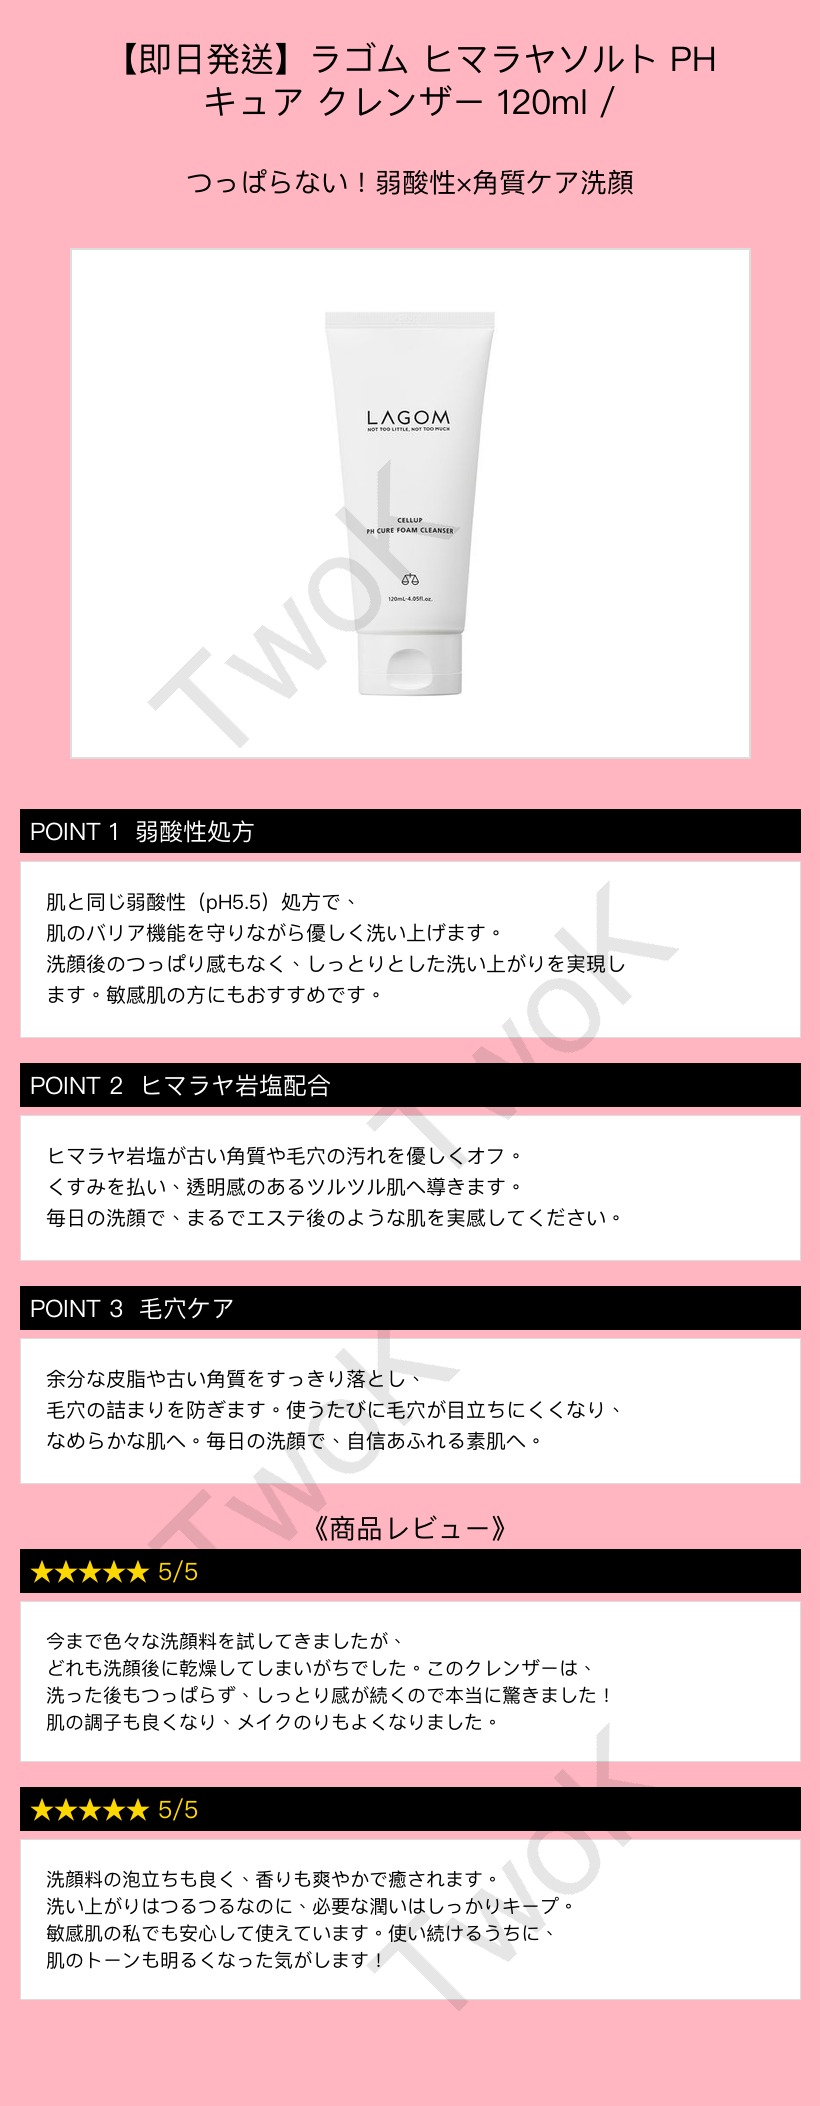 【即日発送】ラゴム ヒマラヤソルト PH
キュア クレンザー 120ml /
つっぱらない！弱酸性×角質ケア洗顔
LAGOM
NOT TOO LITTLE, NOT TOO MUCH
CELLUP
PH CURE FOAM CLEANSER
120mL·4.05fl.oz.
TwoK
POINT 1 弱酸性処方
肌と同じ弱酸性（pH5.5）処方で、
肌のバリア機能を守りながら優しく洗い上げます。
洗顔後のつっぱり感もなく、しっとりとした洗い上がりを実現し
ます。敏感肌の方にもおすすめです。
TwoK
POINT 2 ヒマラヤ岩塩配合
ヒマラヤ岩塩が古い角質や毛穴の汚れを優しくオフ。
くすみを払い、透明感のあるツルツル肌へ導きます。
毎日の洗顔で、まるでエステ後のような肌を実感してください。
POINT 3 毛穴ケア
余分な皮脂や古い角質をすっきり落とし、
毛穴の詰まりを防ぎます。使うたびに毛穴が目立ちにくくなり、
なめらかな肌へ。毎日の洗顔で、自信あふれる素肌へ。
TwoK
《商品レビュー》
★★★★★ 5/5
今まで色々な洗顔料を試してきましたが、
どれも洗顔後に乾燥してしまいがちでした。このクレンザーは、
洗った後もつっぱらず、しっとり感が続くので本当に驚きました！
肌の調子も良くなり、メイクのりもよくなりました。
★★★★★ 5/5
洗顔料の泡立ちも良く、香りも爽やかで癒されます。
洗い上がりはつるつるなのに、必要な潤いはしっかりキープ。
敏感肌の私でも安心して使えています。使い続けるうちに、
肌のトーンも明るくなった気がします！
TwoK